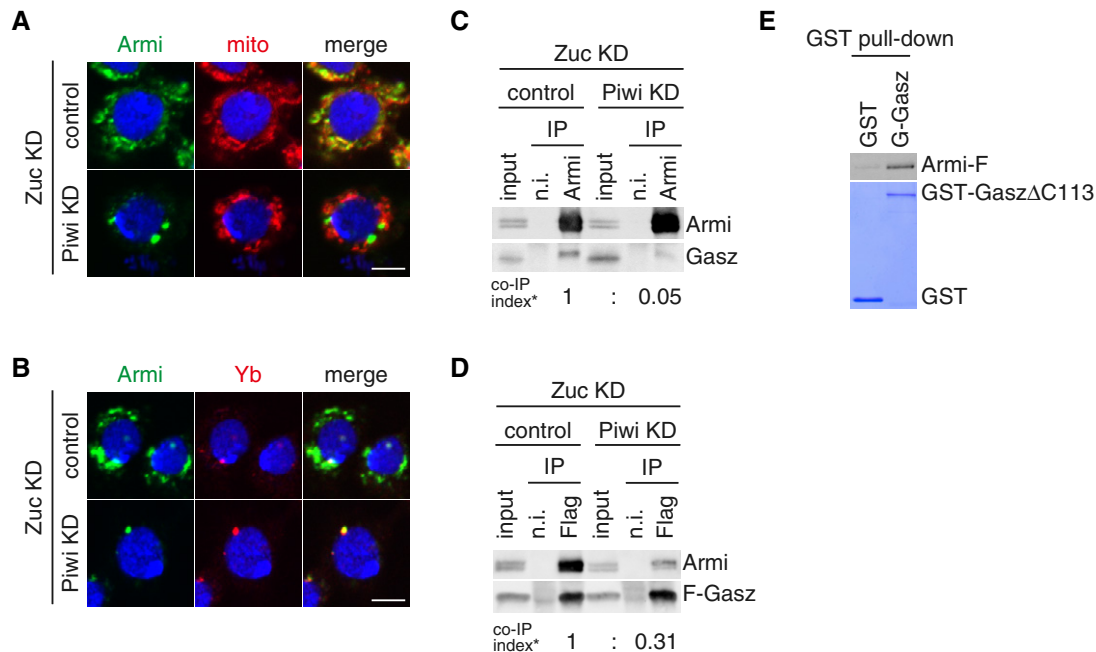 A
Armi mito merge
Zuc KD
control
Piwi KD
B
Armi Yb merge
Zuc KD
control
Piwi KD
C
Zuc KD
control Piwi KD
IP IP
input n.i. Armi input n.i. Armi
Armi
Gasz
co-IP
index* 1 : 0.05
D
Zuc KD
control Piwi KD
IP IP
input n.i. Flag input n.i. Flag
Armi
F-Gasz
co-IP
index* 1 : 0.31
E
GST pull-down
GST G-Gasz
Armi-F
GST-GaszΔC113
GST